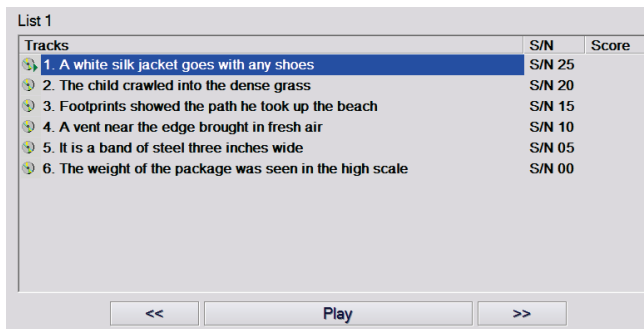 List 1
Tracks S/N Score
1. A white silk jacket goes with any shoes S/N 25
2. The child crawled into the dense grass S/N 20
3. Footprints showed the path he took up the beach S/N 15
4. A vent near the edge brought in fresh air S/N 10
5. It is a band of steel three inches wide S/N 05
6. The weight of the package was seen in the high scale S/N 00
<< Play >>